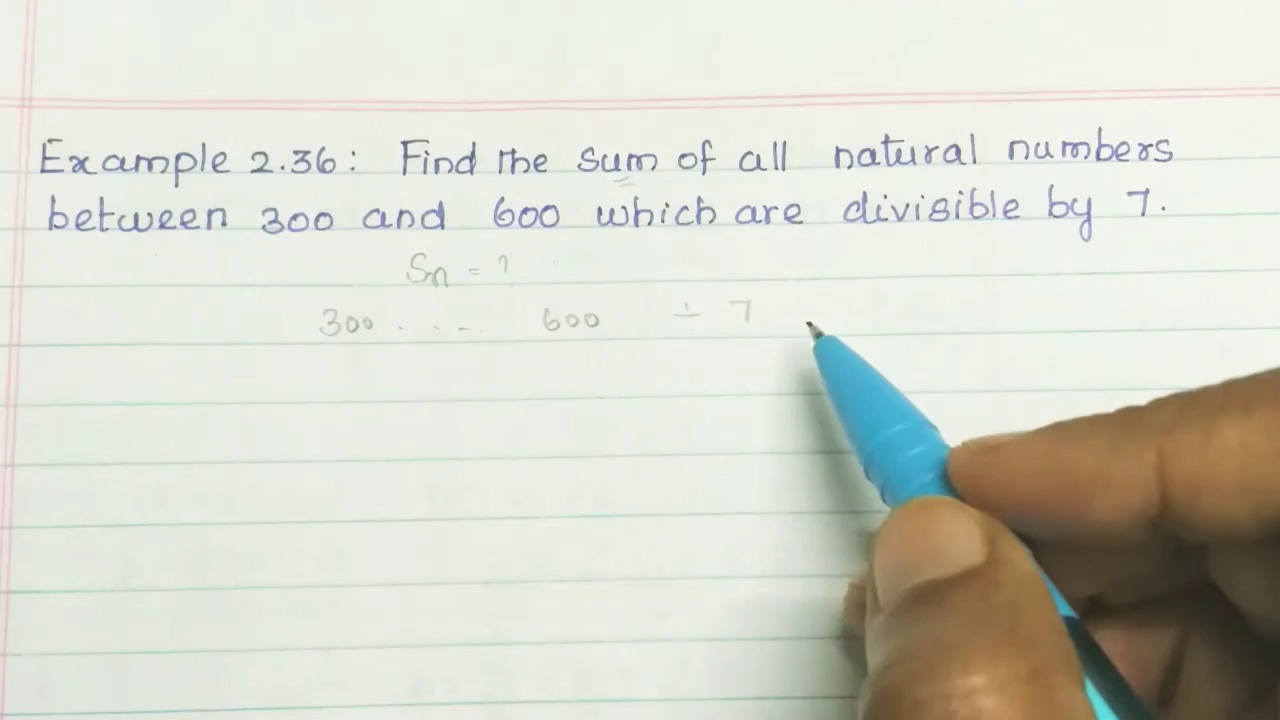 Example 2.36: Find the sum of all natural numbers
between 300 and 600 which are divisible by 7.
Sn = ?
300 . . .. 600 ÷ 7